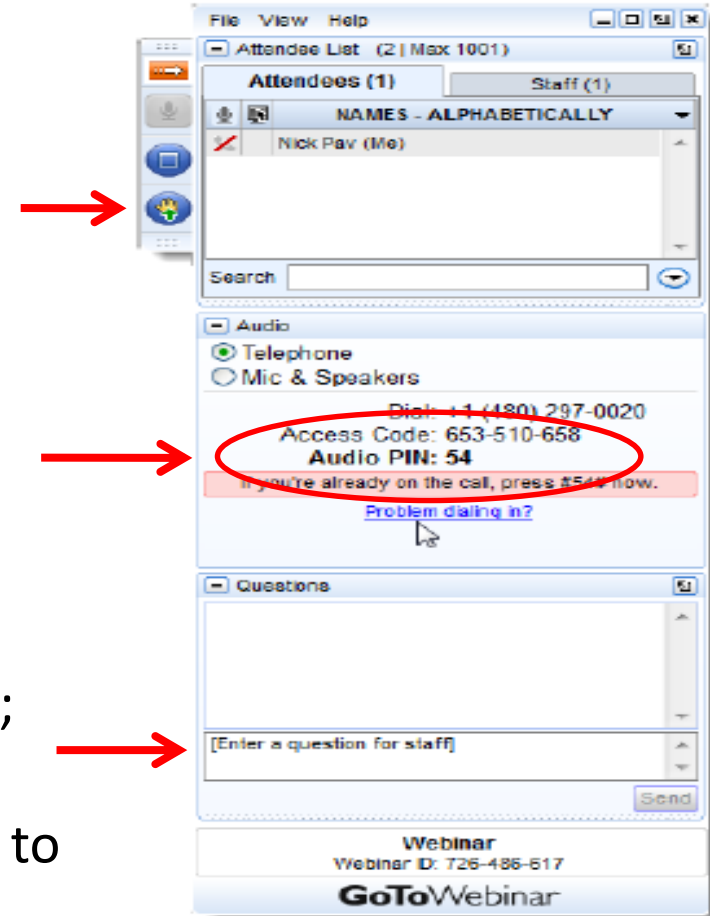 File View Help
Attendee List (2 | Max 1001)
Attendees (1) Staff (1)
NAMES - ALPHABETICALLY
Nick Pav (Me)
Search
Audio
Telephone
Mic & Speakers
Dial: +1 (480) 297-0020
Access Code: 653-510-658
Audio PIN: 54
If you're already on the call, press #54# now.
Problem dialing in?
Questions
;
[Enter a question for staff]
Send
to
Webinar
Webinar ID: 726-486-617
GoToWebinar